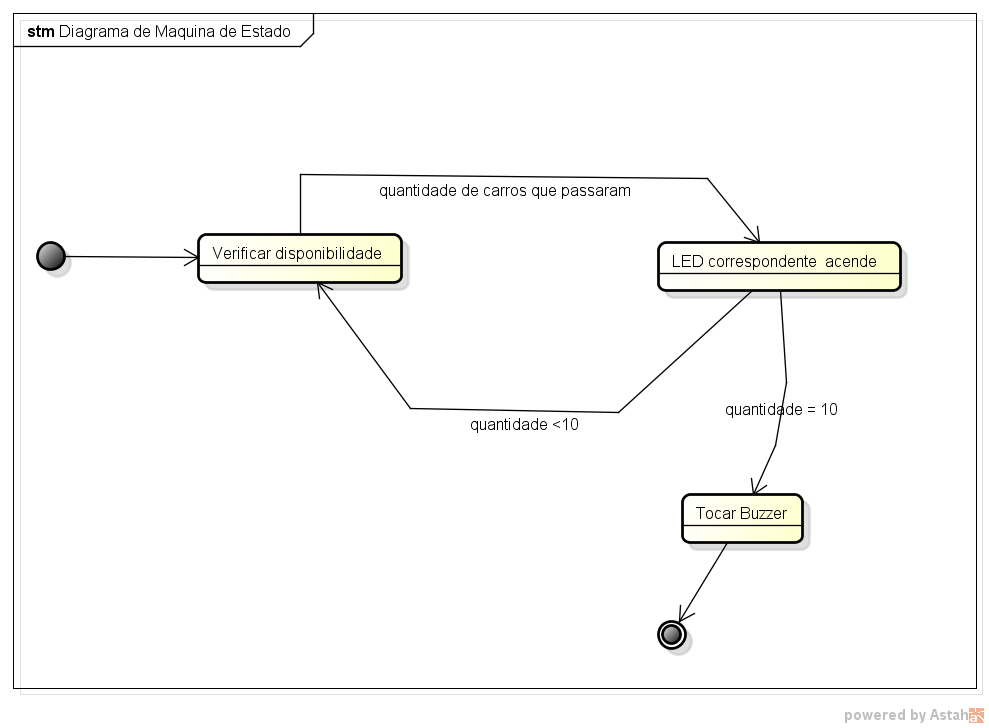 stm Diagrama de Maquina de Estado
quantidade de carros que passaram
Verificar disponibilidade
LED correspondente acende
quantidade = 10
quantidade <10
Tocar Buzzer
powered by Astah